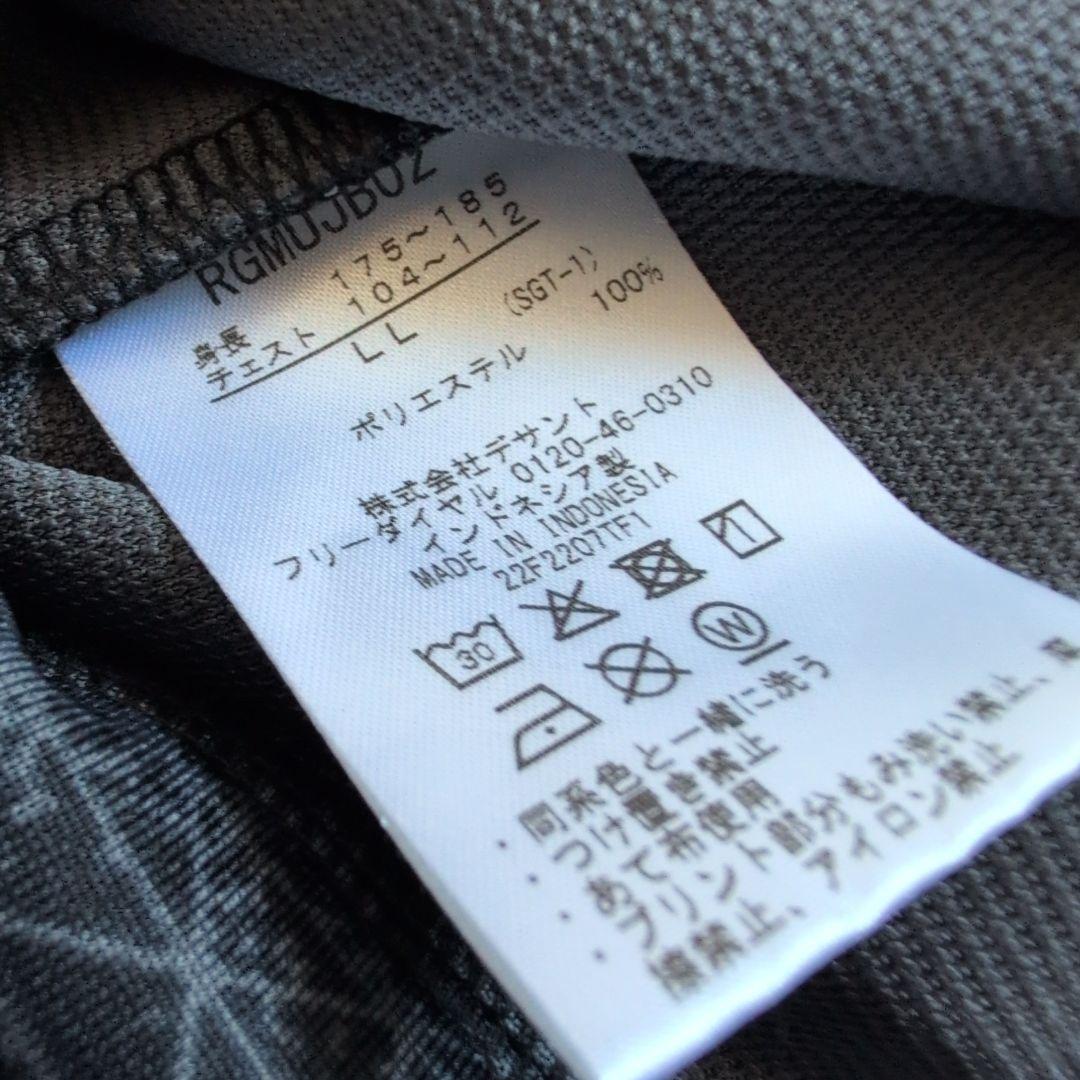 RGMUJB02
身長 175～185
チェスト 104～112
LL
(SGT-1)
ポリエステル 100%
株式会社デサント
フリーダイヤル 0120-46-0310
インドネシア製
MADE IN INDONESIA
22F2207TF1
30
1
W
・同系色と一緒に洗う
・つけ置き禁止
・あて布使用
・プリント部分もみ洗い禁止、
擦禁止、アイロン禁止